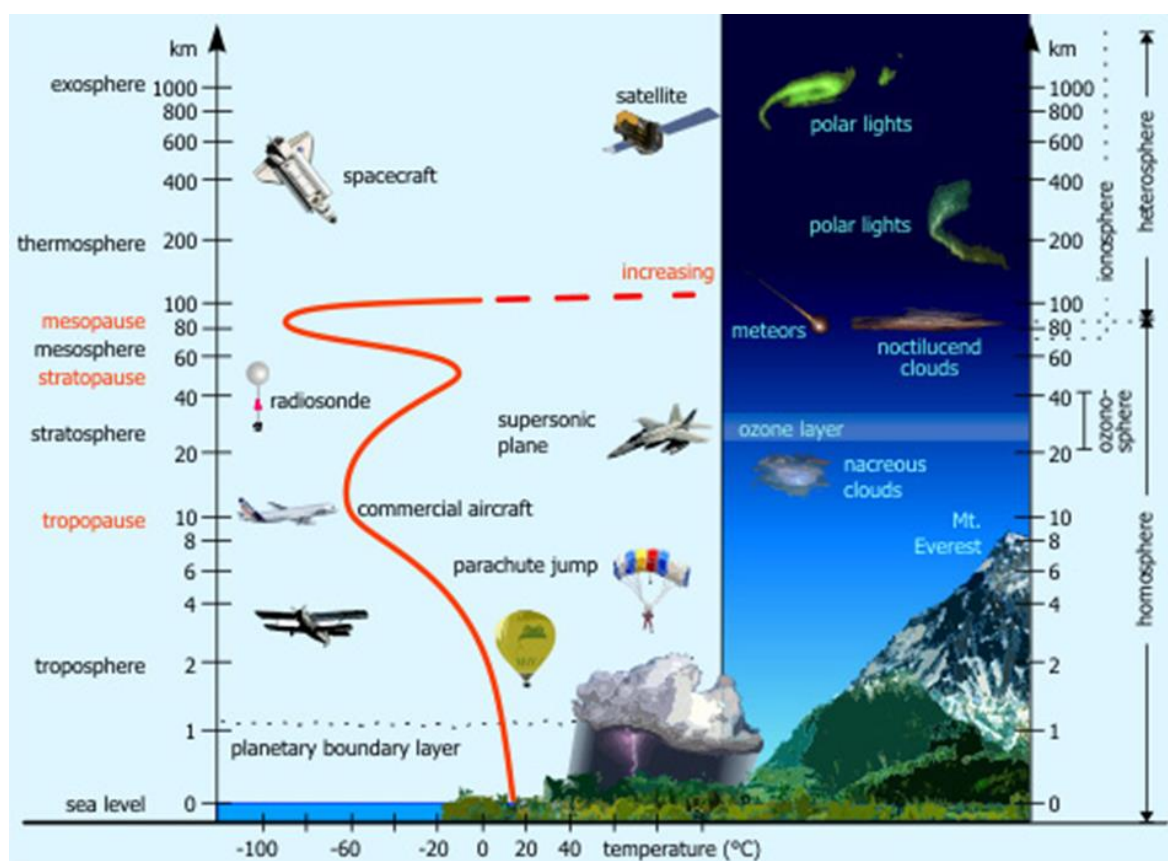 km
exosphere
1000
800
600
400
thermosphere
200
100
mesopause
80
mesosphere
60
stratopause
40
stratosphere
20
tropopause
10
8
6
4
troposphere
2
1
planetary boundary layer
sea level
0
spacecraft
satellite
increasing
radiosonde
supersonic
plane
commercial aircraft
parachute jump
polar lights
polar lights
meteors
noctilucend
clouds
ozone layer
nacreous
clouds
Mt.
Everest
km
1000
800
600
400
200
100
80
60
40
20
10
8
6
4
2
1
0
ionosphere
ozono-
sphere
heterosphere
homosphere
-100
-60
-20
0
20
40
temperature (°C)